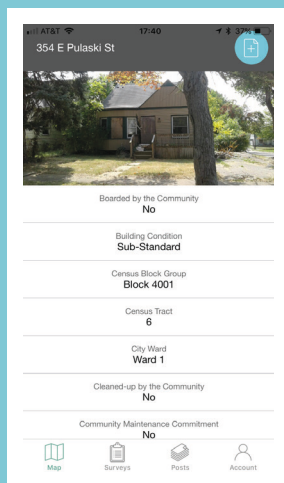 AT&T 17:40 37%
354 E Pulaski St
Boarded by the Community
No
Building Condition
Sub-Standard
Census Block Group
Block 4001
Census Tract
6
City Ward
Ward 1
Cleaned-up by the Community
No
Community Maintenance Commitment
No
Map Surveys Posts Account